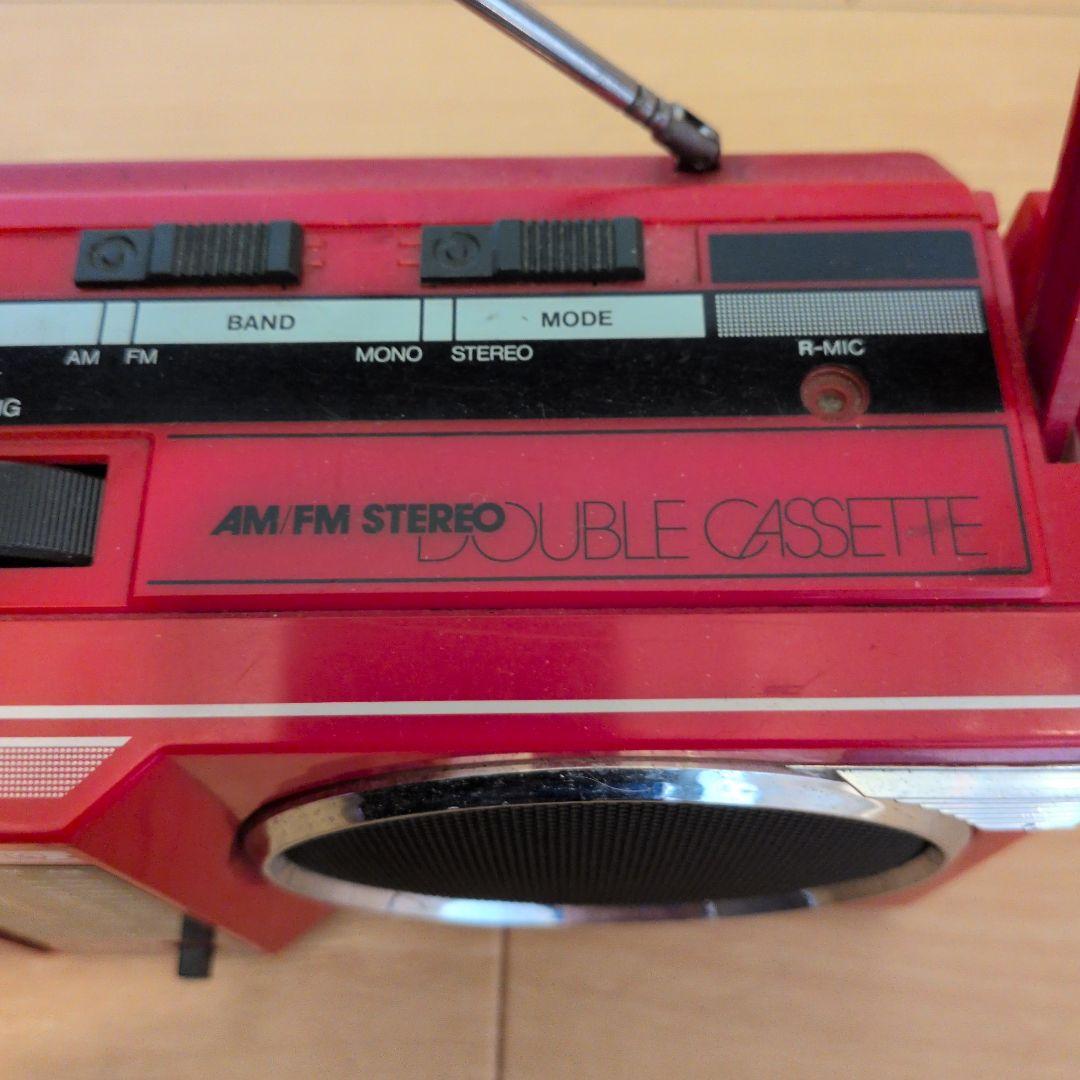 BAND
MODE
AM FM
MONO STEREO
R-MIC
AM/FM STEREO DOUBLE CASSETTE